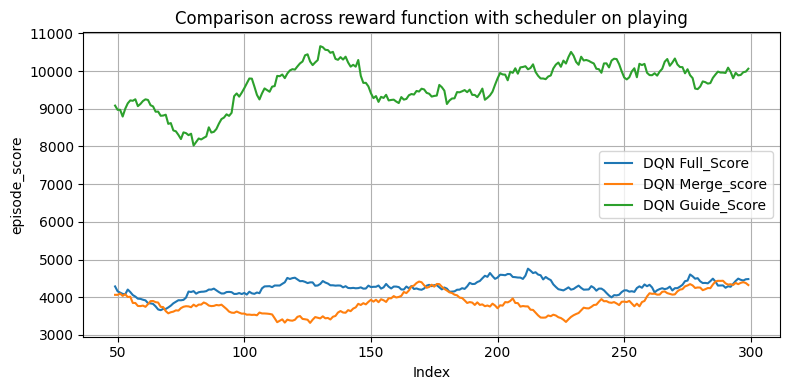 Comparison across reward function with scheduler on playing
episode_score
11000
10000
9000
8000
7000
6000
5000
4000
3000
DQN Full_Score
DQN Merge_score
DQN Guide_Score
50
100
150
200
250
300
Index